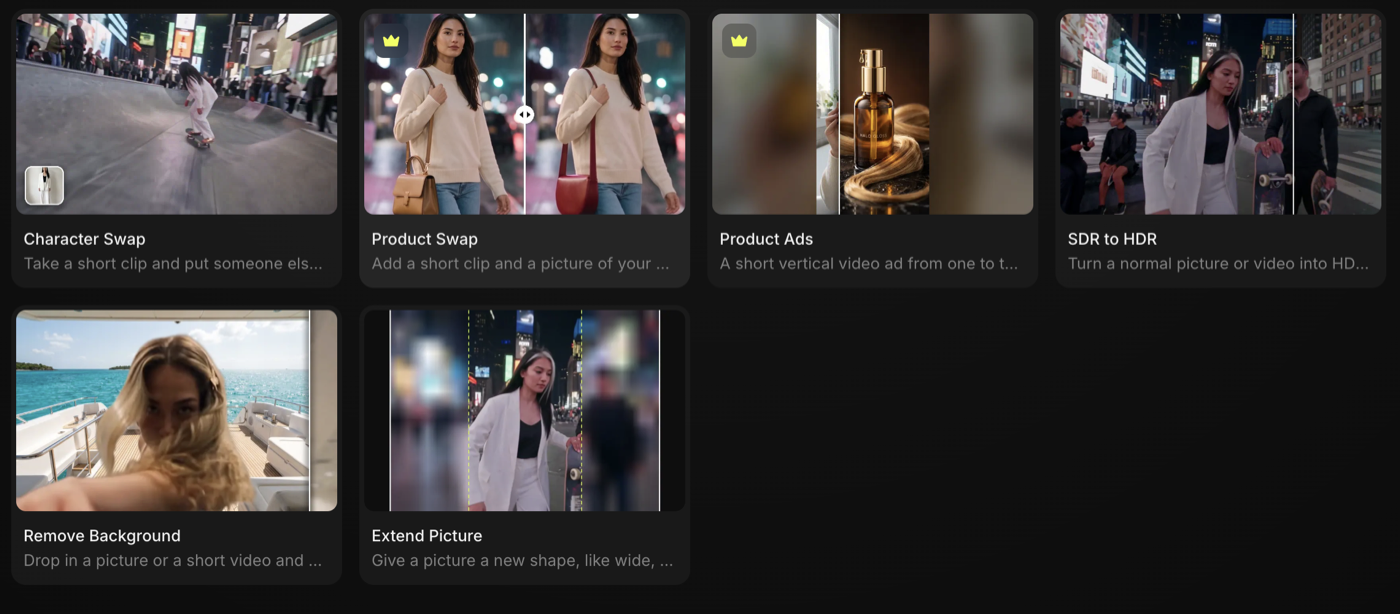 Character Swap
Take a short clip and put someone els...
Product Swap
Add a short clip and a picture of your ...
Product Ads
A short vertical video ad from one to t...
SDR to HDR
Turn a normal picture or video into HD...
Remove Background
Drop in a picture or a short video and ...
Extend Picture
Give a picture a new shape, like wide, ...